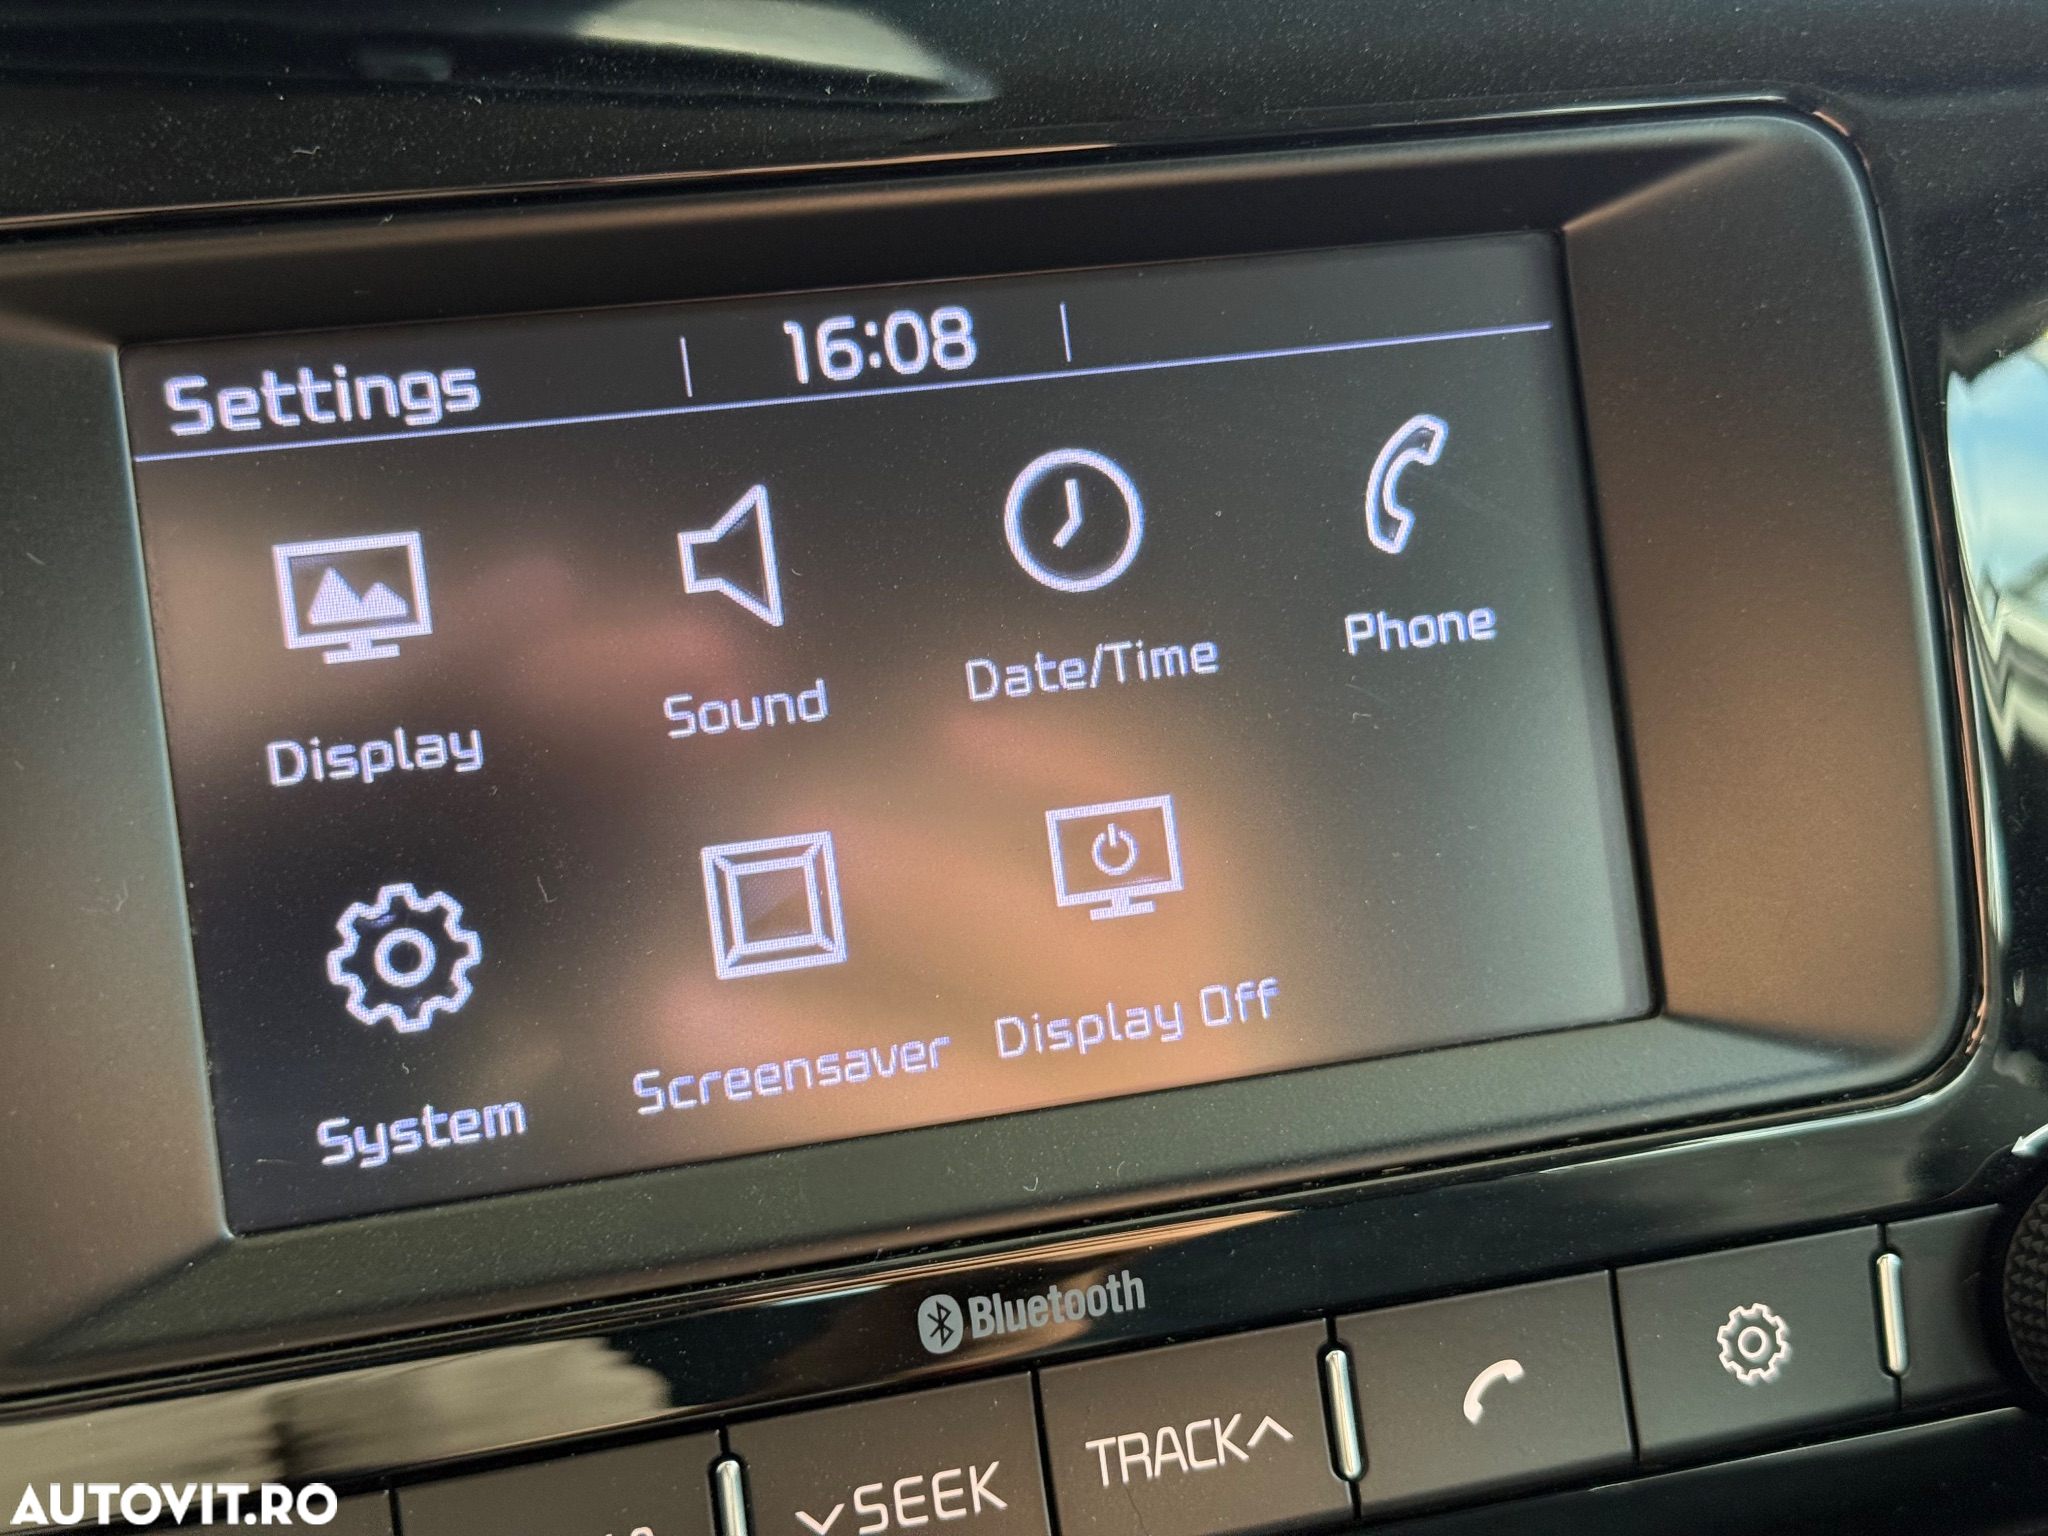 Settings
16:08
Display
Sound
Date/Time
Phone
System
Screensaver
Display Off
Bluetooth
SEEK
TRACK
AUTOVIT.RO